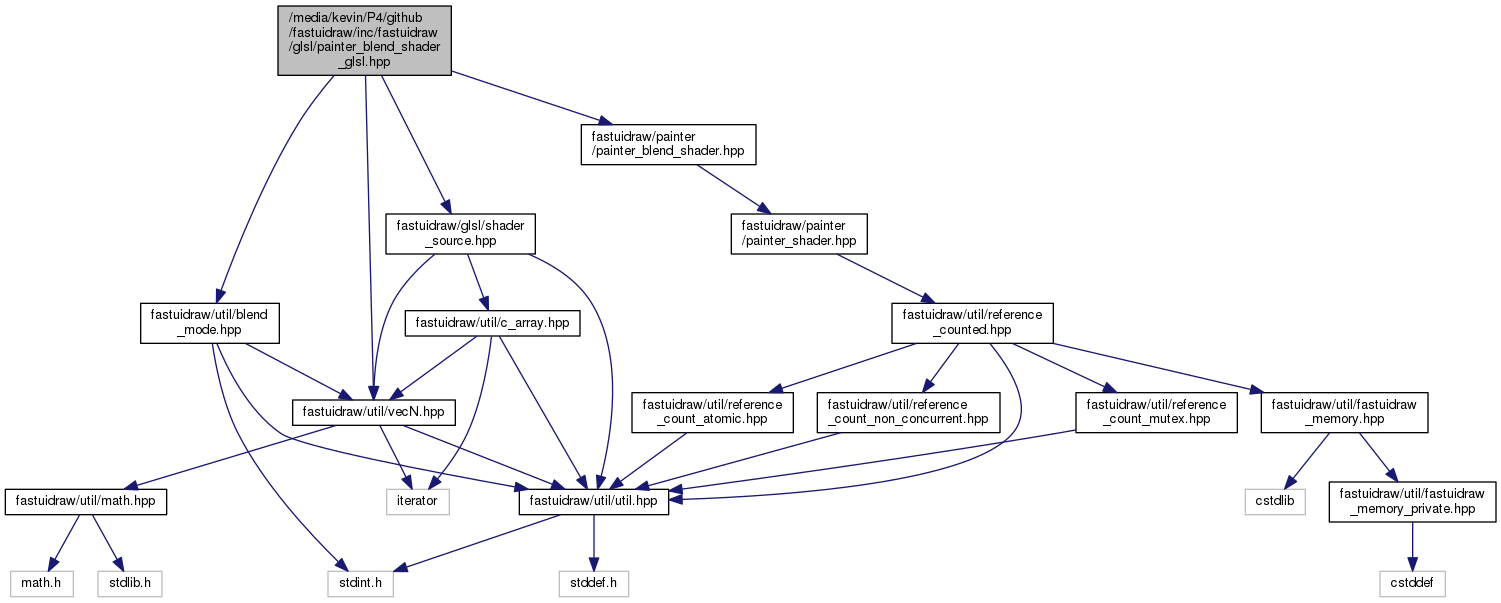 /media/kevin/P4/github
/fastuidraw/inc/fastuidraw
/glsl/painter_blend_shader
_glsl.hpp
fastuidraw/painter
/painter_blend_shader.hpp
fastuidraw/glsl/shader
_source.hpp
fastuidraw/painter
/painter_shader.hpp
fastuidraw/util/blend
_mode.hpp
fastuidraw/util/c_array.hpp
fastuidraw/util/reference
_counted.hpp
fastuidraw/util/vecN.hpp
fastuidraw/util/reference
_count_atomic.hpp
fastuidraw/util/reference
_count_non_concurrent.hpp
fastuidraw/util/reference
_count_mutex.hpp
fastuidraw/util/fastuidraw
_memory.hpp
fastuidraw/util/math.hpp
iterator
fastuidraw/util/util.hpp
cstdlib
fastuidraw/util/fastuidraw
_memory_private.hpp
math.h
stdlib.h
stdint.h
stddef.h
cstddef